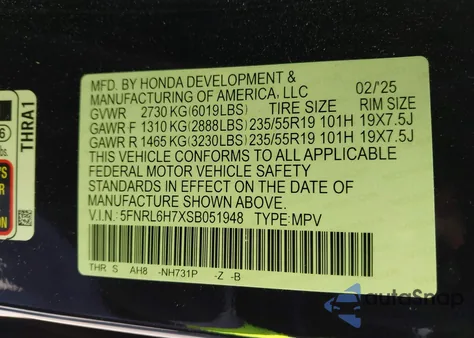 MFD. BY HONDA DEVELOPMENT &
MANUFACTURING OF AMERICA, LLC 02/'25
GVWR 2730 KG(6019LBS) TIRE SIZE RIM SIZE
GAWR F 1310 KG (2888LBS) 235/55R19 101H 19X7.5J
GAWR R 1465 KG(3230LBS) 235/55R19 101H 19X7.5J
THIS VEHICLE CONFORMS TO ALL APPLICABLE
FEDERAL MOTOR VEHICLE SAFETY
STANDARDS IN EFFECT ON THE DATE OF
MANUFACTURE SHOWN ABOVE.
V.I.N.: 5FNRL6H7XSB051948 TYPE: MPV
THR S AH8 -NH731P -Z -B
THRA1
autoSnap